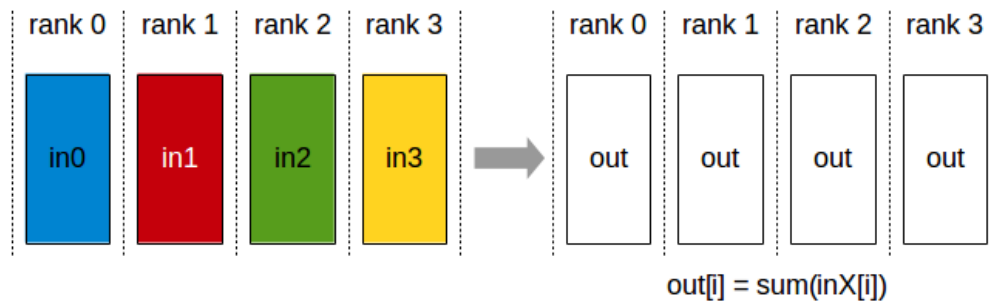 rank 0 rank 1 rank 2 rank 3 rank 0 rank 1 rank 2 rank 3
in0 in1 in2 in3 out out out out
out[i] = sum(inX[i])